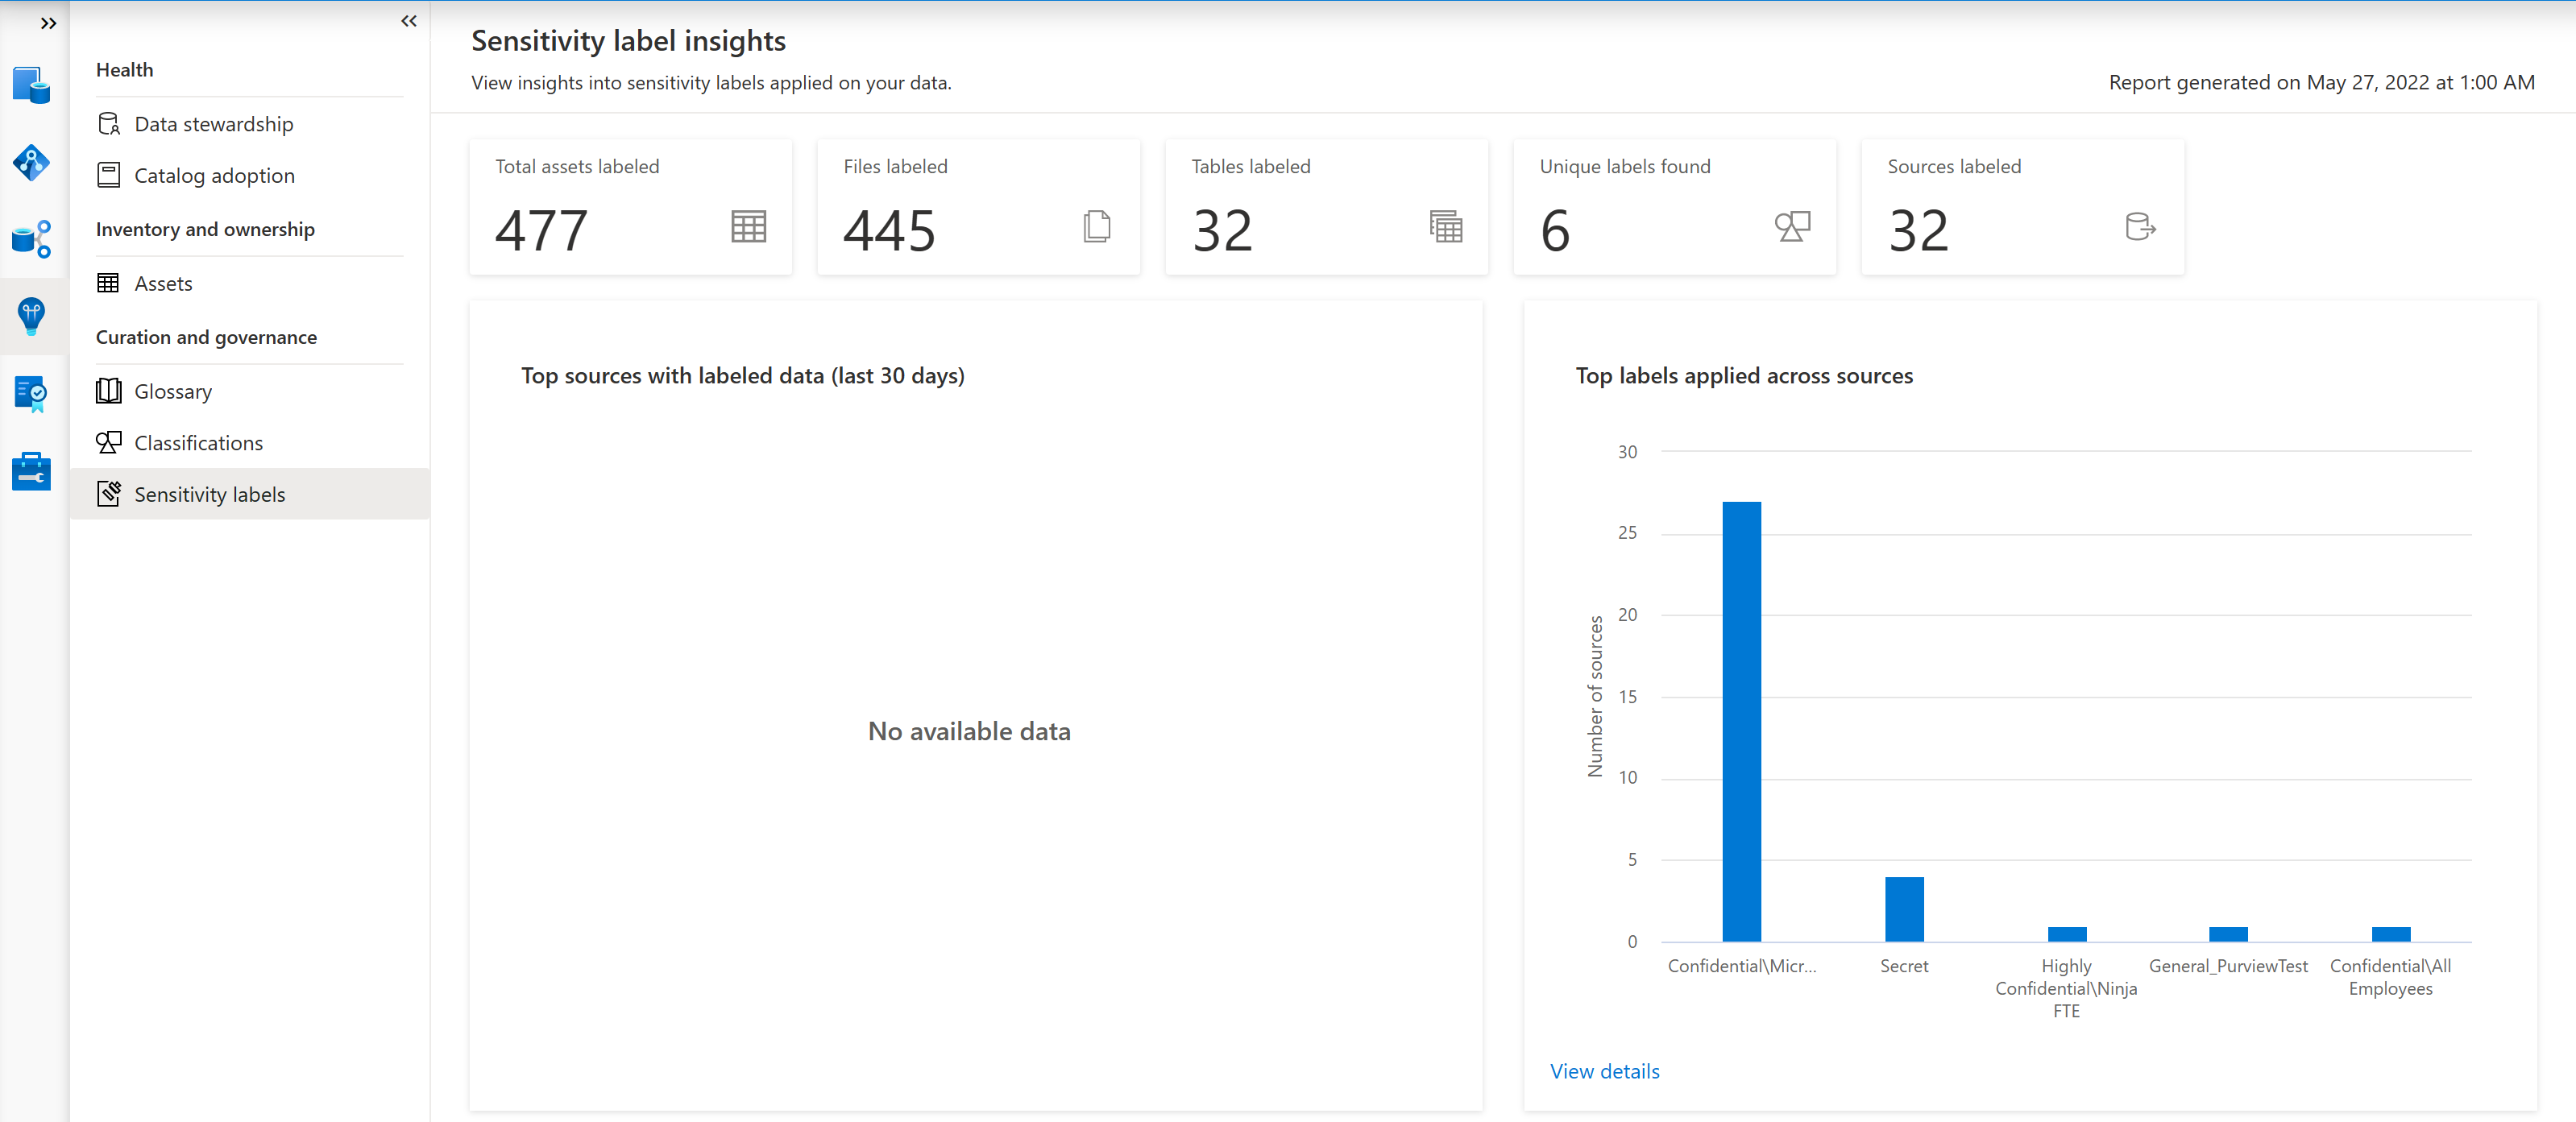 Health
Data stewardship
Catalog adoption
Inventory and ownership
Assets
Curation and governance
Glossary
Classifications
Sensitivity labels
Sensitivity label insights
View insights into sensitivity labels applied on your data.
Report generated on May 27, 2022 at 1:00 AM
Total assets labeled
477
Files labeled
445
Tables labeled
32
Unique labels found
6
Sources labeled
32
Top sources with labeled data (last 30 days)
No available data
Top labels applied across sources
Number of sources
30
25
20
15
10
5
0
Confidential\Micr...
Secret
Highly
Confidential\Ninja
FTE
General_PurviewTest
Confidential\All
Employees
View details